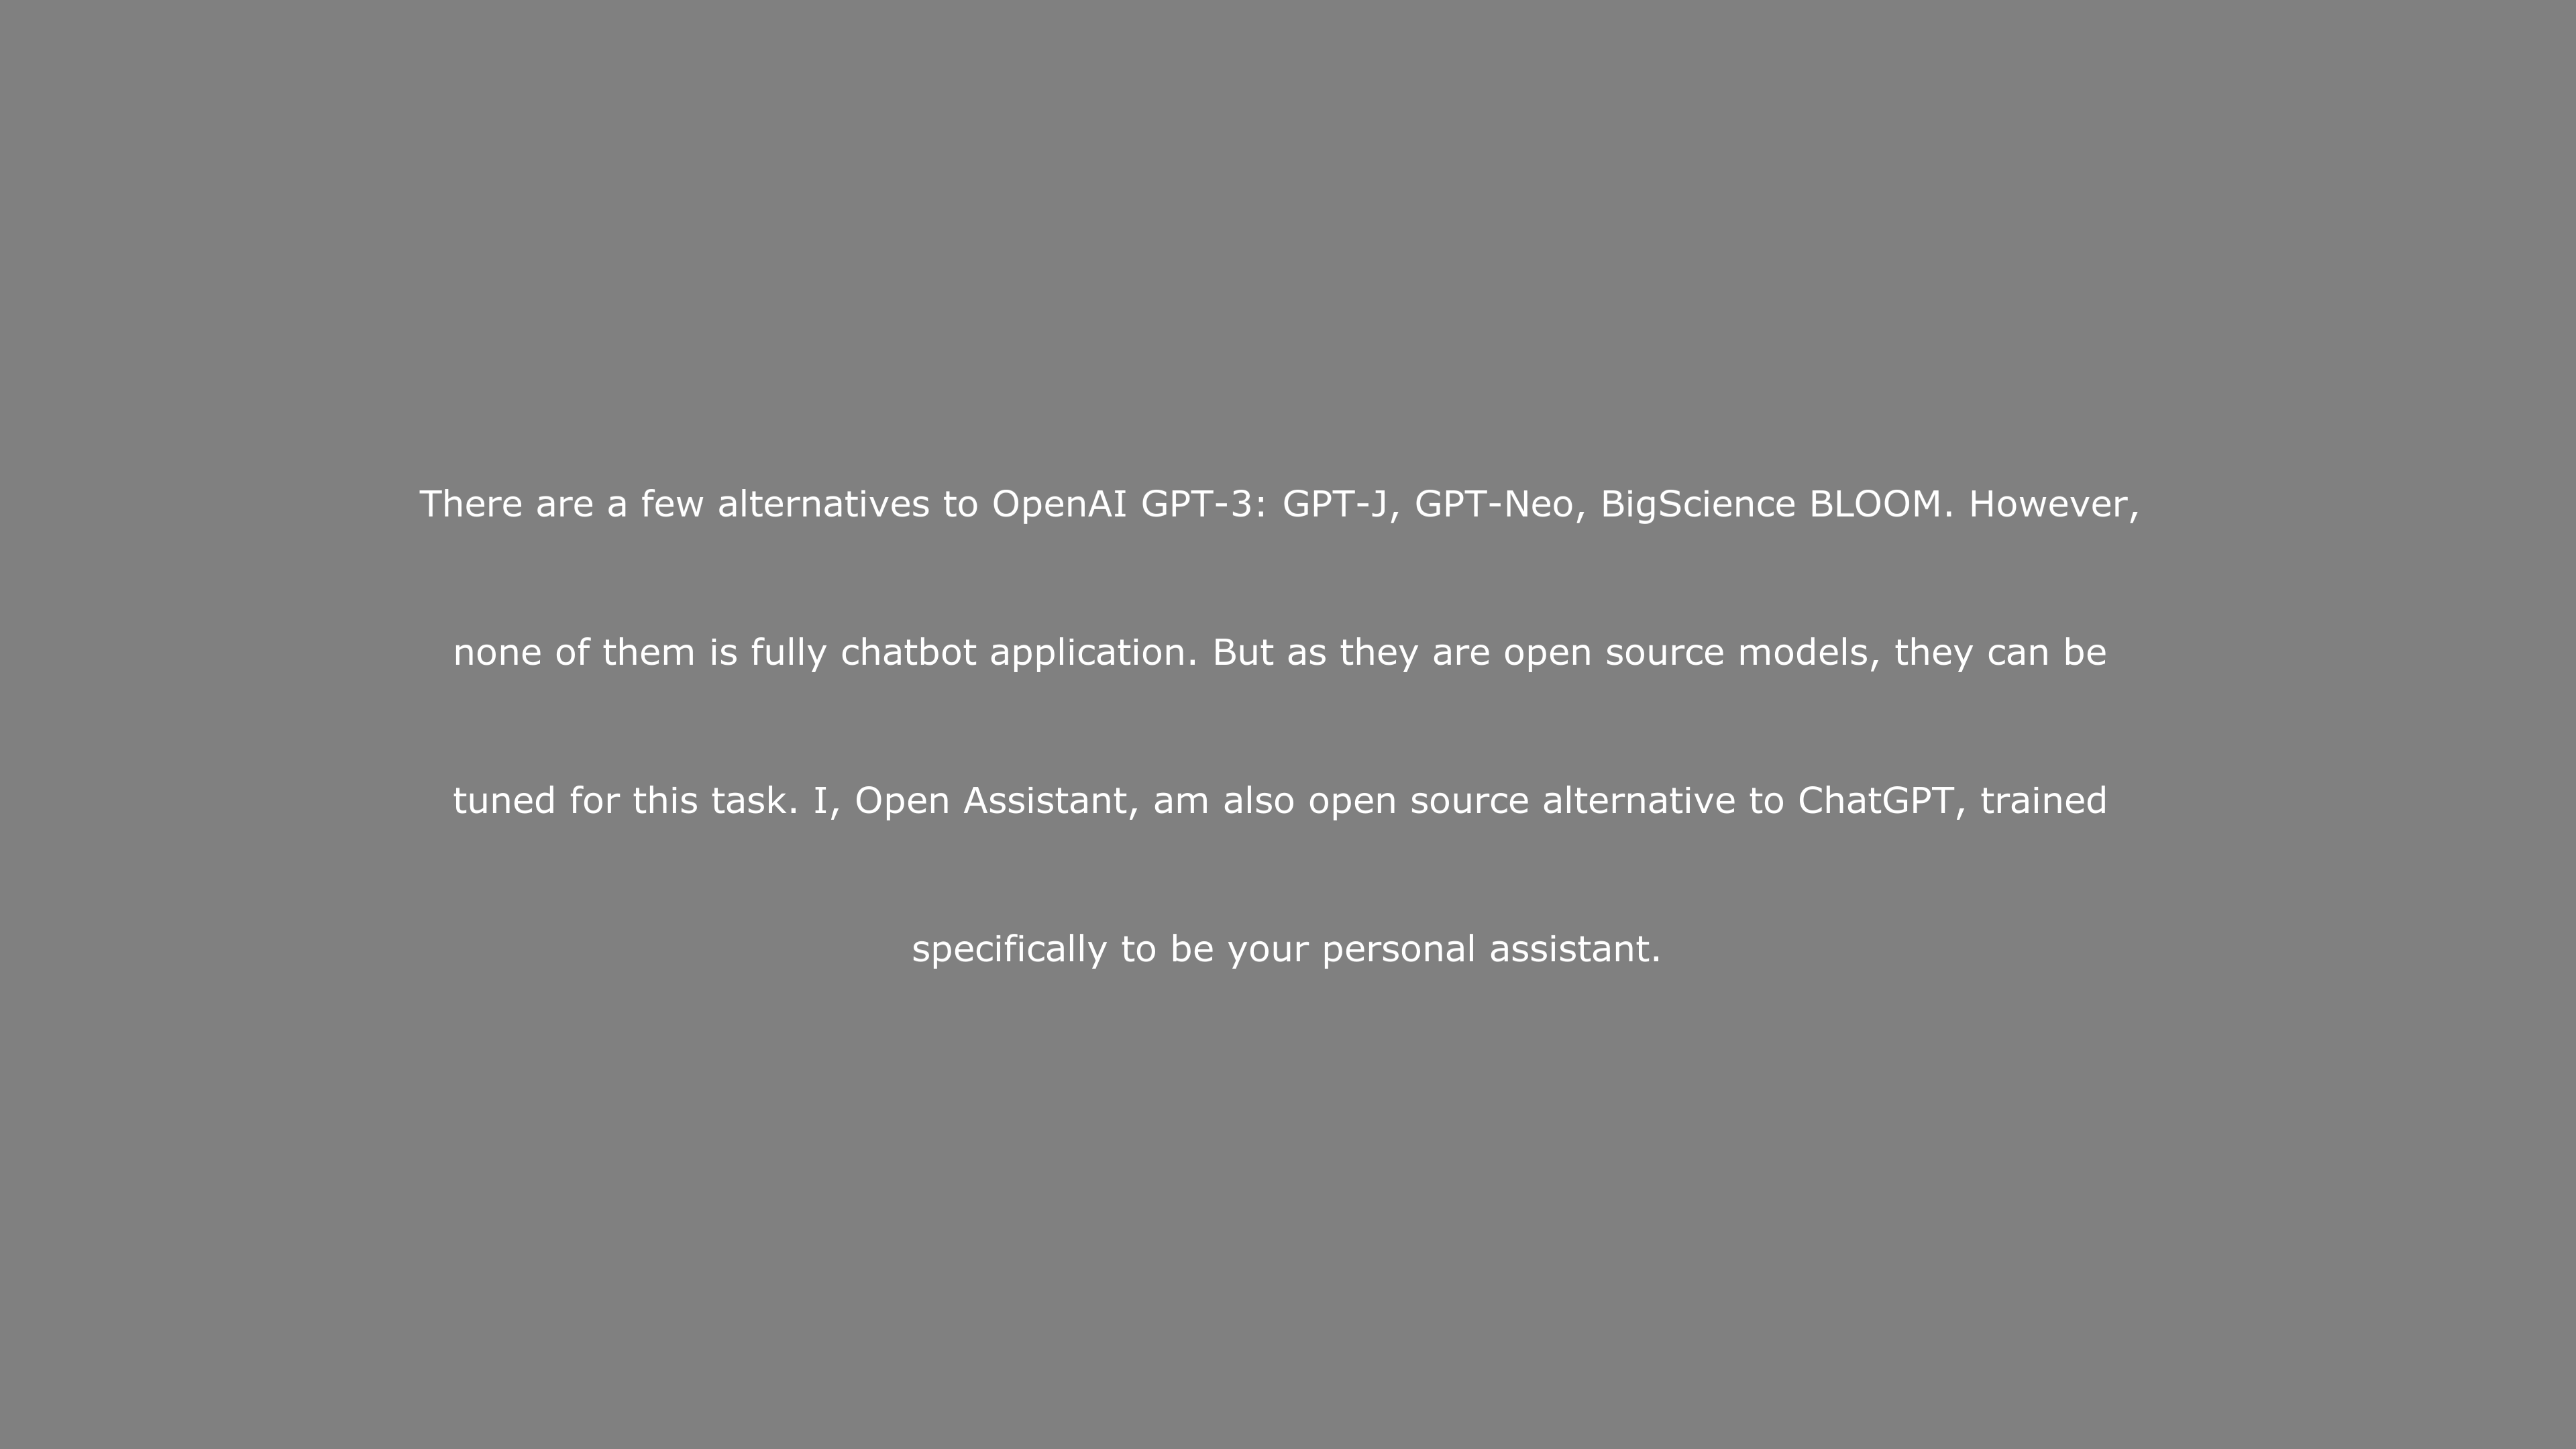 There are a few alternatives to OpenAI GPT-3: GPT-J, GPT-Neo, BigScience BLOOM. However,
none of them is fully chatbot application. But as they are open source models, they can be
tuned for this task. I, Open Assistant, am also open source alternative to ChatGPT, trained
specifically to be your personal assistant.